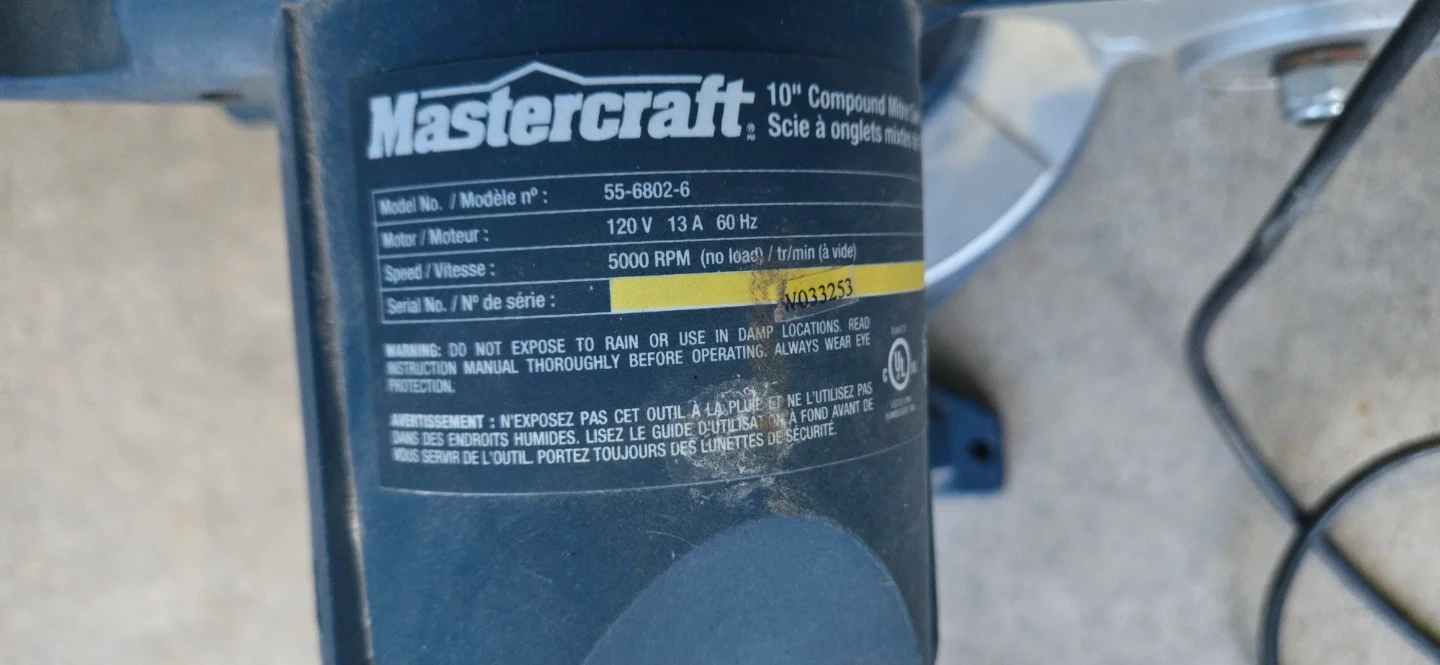 Mastercraft®
10" Compound Mitre
Scie à onglets mixtes
Model No. / Modèle nº : 55-6802-6
Motor / Moteur : 120 V 13 A 60 Hz
Speed / Vitesse : 5000 RPM (no load) / tr/min (à vide)
Serial No. / Nº de série : N033253
WARNING: DO NOT EXPOSE TO RAIN OR USE IN DAMP LOCATIONS. READ
INSTRUCTION MANUAL THOROUGHLY BEFORE OPERATING. ALWAYS WEAR EYE
PROTECTION.
C UL
AVERTISSEMENT : N'EXPOSEZ PAS CET OUTIL À LA PLUIE ET NE L'UTILISEZ PAS
DANS DES ENDROITS HUMIDES. LISEZ LE GUIDE D'UTILISATION À FOND AVANT DE
VOUS SERVIR DE L'OUTIL. PORTEZ TOUJOURS DES LUNETTES DE SÉCURITÉ.